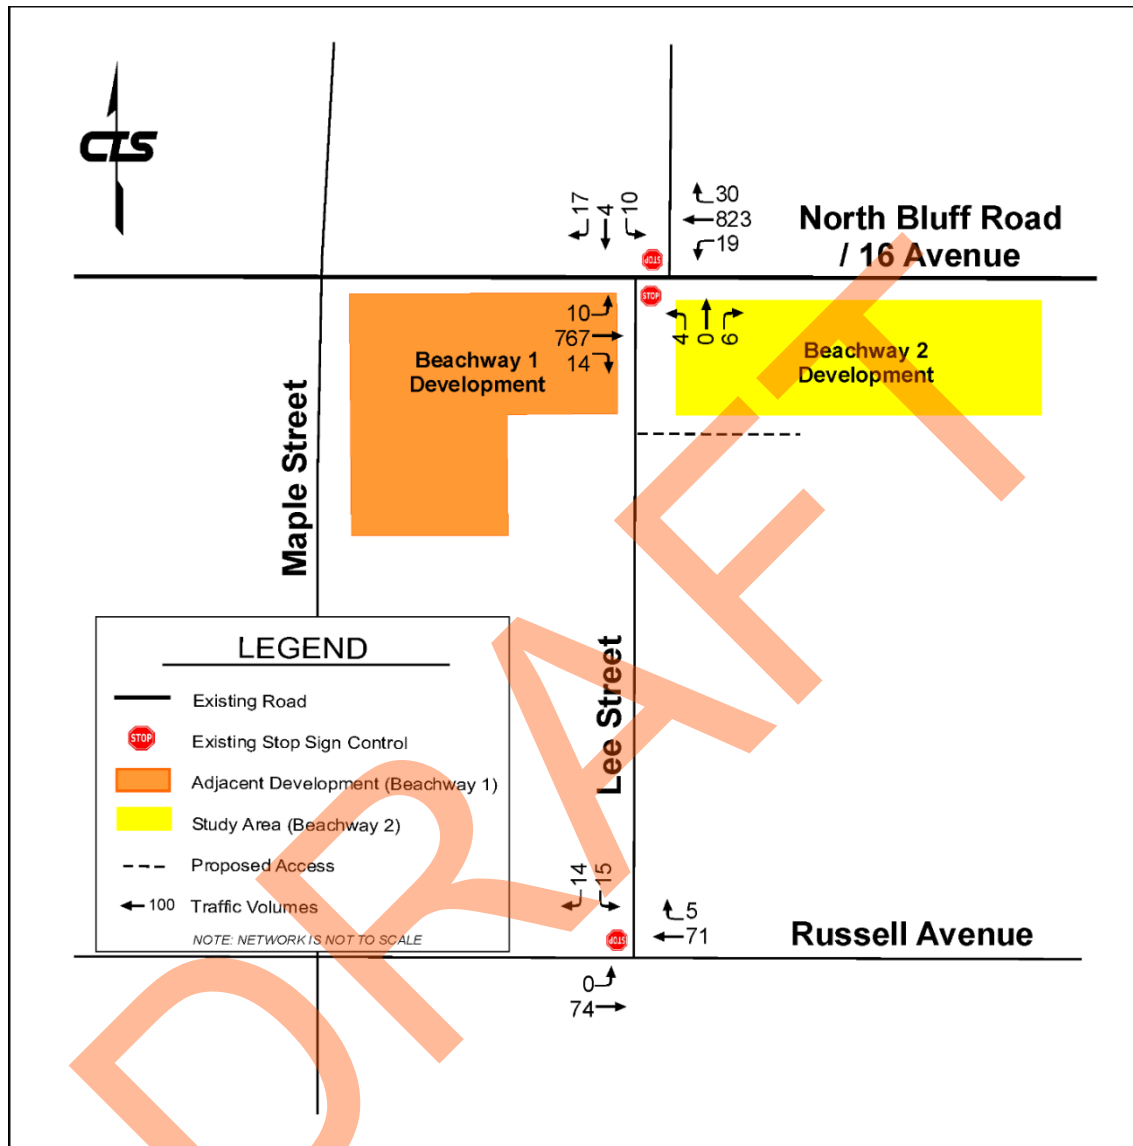 CTS
17
4
10
30
823
19
North Bluff Road
/ 16 Avenue
STOP
STOP
10
767
14
4
0
6
Beachway 1
Development
Beachway 2
Development
Maple Street
Lee Street
LEGEND
Existing Road
STOP
Existing Stop Sign Control
Adjacent Development (Beachway 1)
Study Area (Beachway 2)
Proposed Access
100 Traffic Volumes
NOTE: NETWORK IS NOT TO SCALE
14
15
5
71
STOP
Russell Avenue
0
74
DRAFT